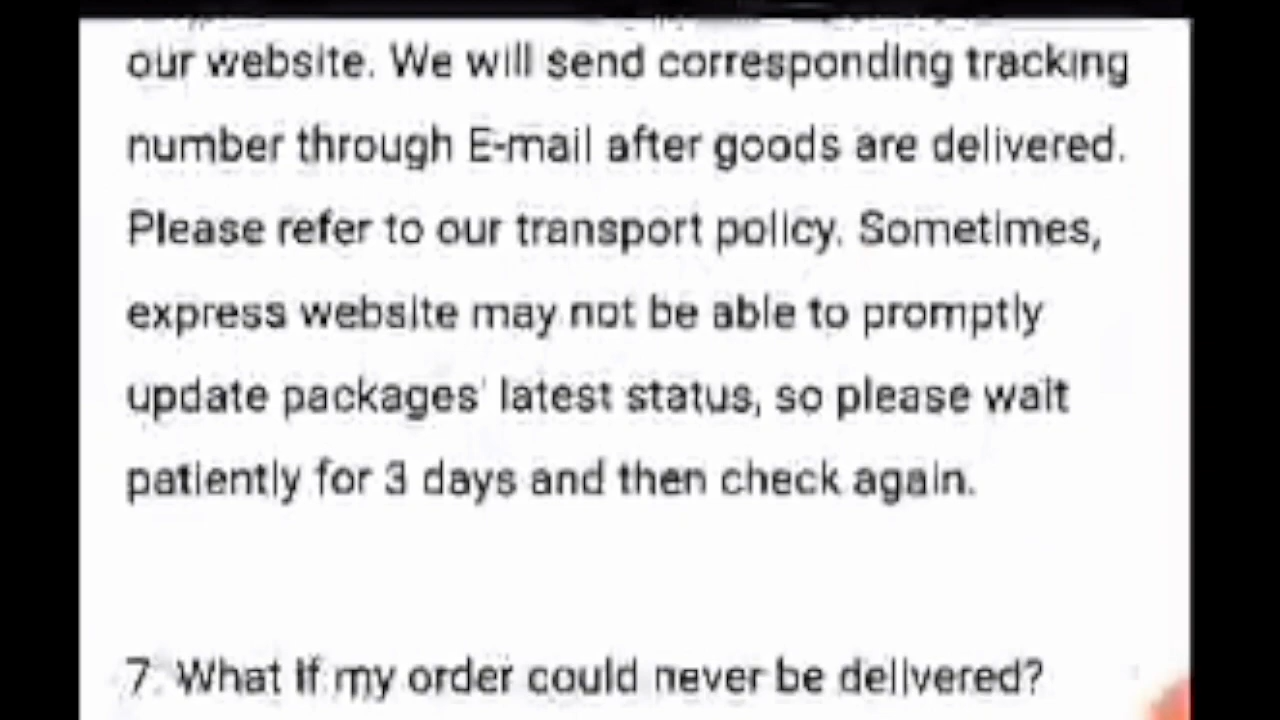 our website. We will send corresponding tracking
number through E-mail after goods are delivered.
Please refer to our transport policy. Sometimes,
express website may not be able to promptly
update packages' latest status, so please wait
patiently for 3 days and then check again.
7. What if my order could never be delivered?